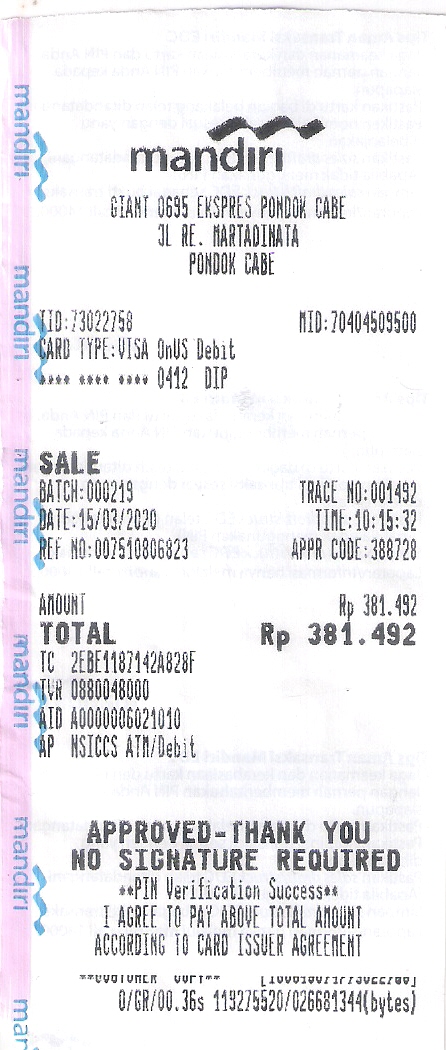 mandiri
GIANT 0695 EKSPRES PONDOK CABE
JL RE. MARTADINATA
PONDOK CABE
TID:73022758 MID:70404509500
CARD TYPE:VISA OnUS Debit
**** **** **** 0412 DIP
SALE
BATCH:000219 TRACE NO:001492
DATE:15/03/2020 TIME:10:15:32
REF NO:007510806823 APPR CODE:388728
AMOUNT Rp 381.492
TOTAL Rp 381.492
TC 2EBE1187142A828F
TVR 0880048000
AID A0000006021010
AP NSICCS ATM/Debit
APPROVED-THANK YOU
NO SIGNATURE REQUIRED
**PIN Verification Success**
I AGREE TO PAY ABOVE TOTAL AMOUNT
ACCORDING TO CARD ISSUER AGREEMENT
**CUSTOMER COPY**
0/GR/00.36s 119275520/026681344(bytes)
mandiri
mandiri
mandiri
mandiri
mandiri